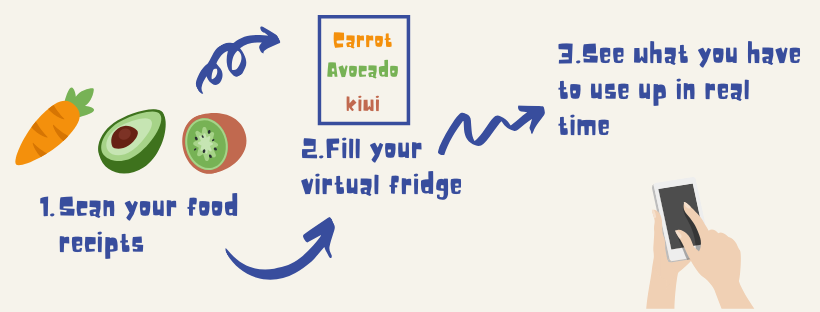 1.Scan your food
recipts
Carrot
Avocado
kiwi
2.Fill your
virtual fridge
3.See what you have
to use up in real
time